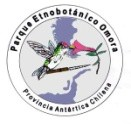 Parque Etnobotánico Omora
Provincia Antártica Chilena